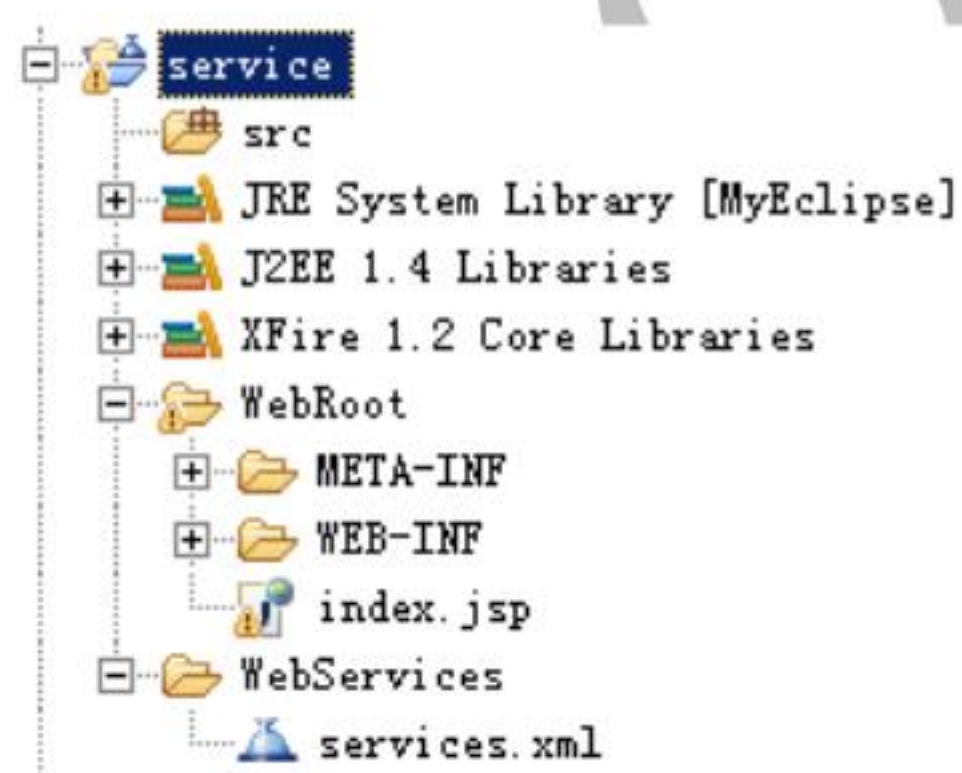 service
src
JRE System Library [MyEclipse]
J2EE 1.4 Libraries
XFire 1.2 Core Libraries
WebRoot
META-INF
WEB-INF
index.jsp
WebServices
services.xml